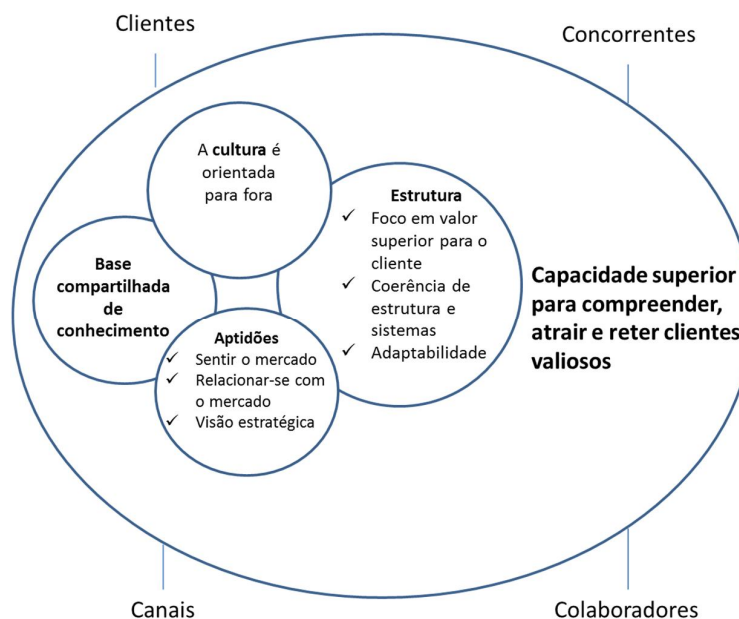 Clientes
Concorrentes
A cultura é
orientada
para fora
Estrutura
✓ Foco em valor
superior para o
cliente
✓ Coerência de
estrutura e
sistemas
✓ Adaptabilidade
Base
compartilhada
de
conhecimento
Aptidões
✓ Sentir o mercado
✓ Relacionar-se com
o mercado
✓ Visão estratégica
Capacidade superior
para compreender,
atrair e reter clientes
valiosos
Canais
Colaboradores